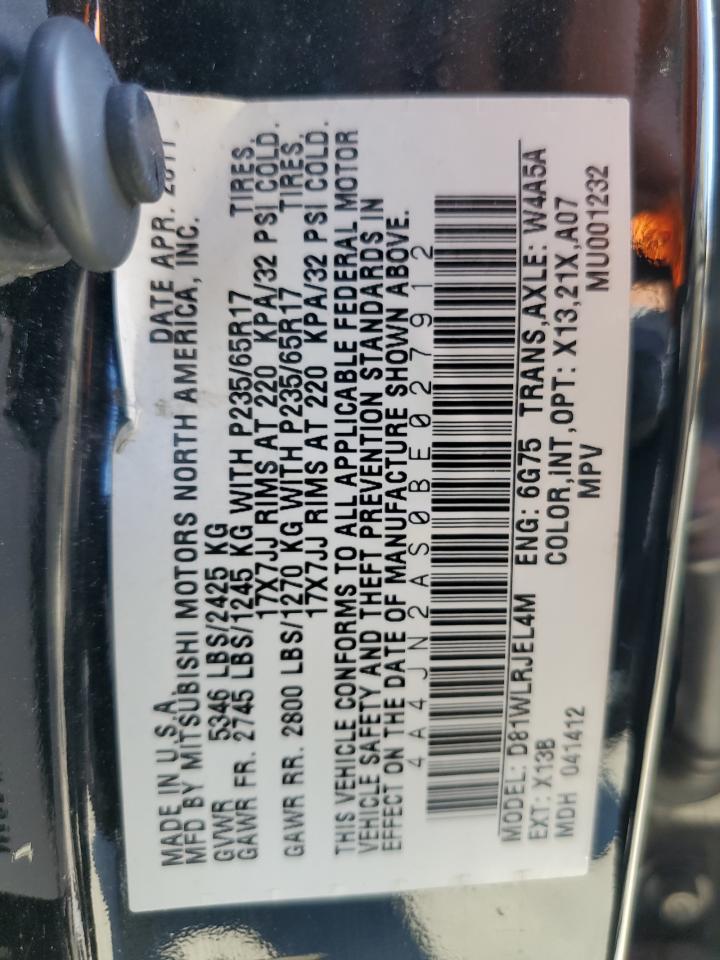 MADE IN U.S.A. DATE APR. 2011
MFD BY MITSUBISHI MOTORS NORTH AMERICA, INC.
GVWR 5346 LBS/2425 KG
GAWR FR. 2745 LBS/1245 KG WITH P235/65R17 TIRES.
17X7JJ RIMS AT 220 KPA/32 PSI COLD.
GAWR RR. 2800 LBS/1270 KG WITH P235/65R17 TIRES.
17X7JJ RIMS AT 220 KPA/32 PSI COLD.
THIS VEHICLE CONFORMS TO ALL APPLICABLE FEDERAL MOTOR
VEHICLE SAFETY AND THEFT PREVENTION STANDARDS IN
EFFECT ON THE DATE OF MANUFACTURE SHOWN ABOVE.
4A4JN2AS0BE027912
MODEL: D81WLRJEL4M ENG: 6G75 TRANS,AXLE: W4A5A
EXT: X13B COLOR,INT,OPT: X13,21X,A07
MDH 041412 MPV MU001232